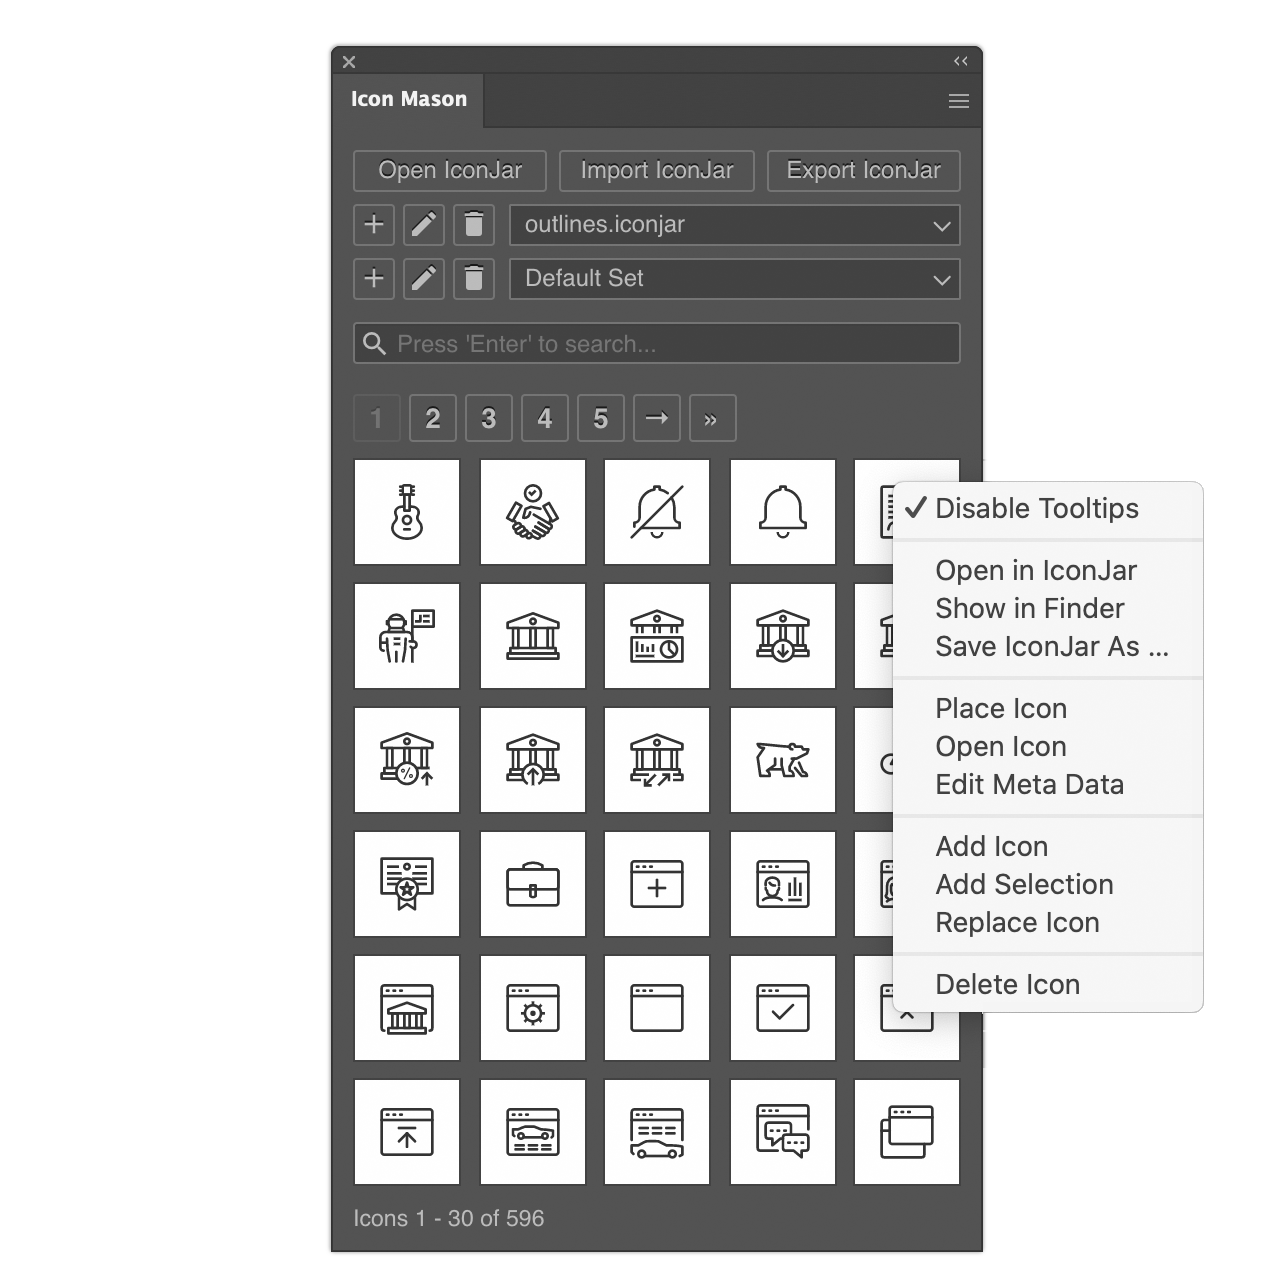 Icon Mason
Open IconJar
Import IconJar
Export IconJar
outlines.iconjar
Default Set
Press 'Enter' to search...
1 2 3 4 5 → »
Disable Tooltips
Open in IconJar
Show in Finder
Save IconJar As ...
Place Icon
Open Icon
Edit Meta Data
Add Icon
Add Selection
Replace Icon
Delete Icon
Icons 1 - 30 of 596